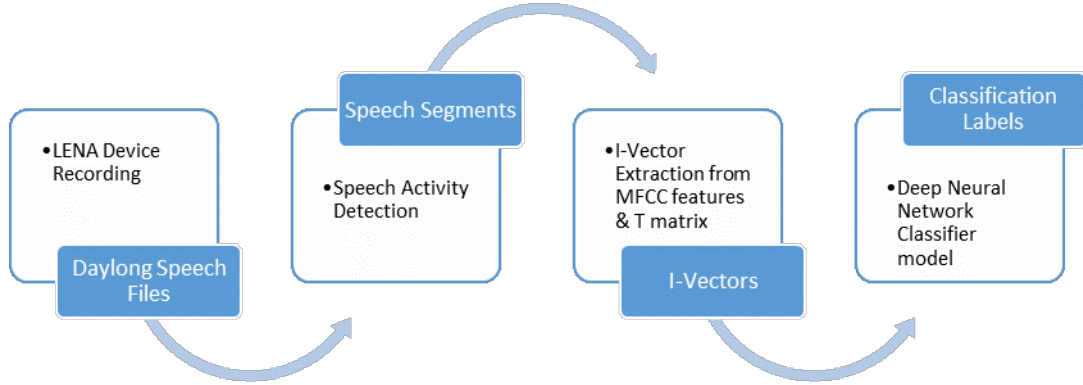 •LENA Device
Recording
Daylong Speech
Files
Speech Segments
•Speech Activity
Detection
•I-Vector
Extraction from
MFCC features
& T matrix
I-Vectors
Classification
Labels
•Deep Neural
Network
Classifier
model